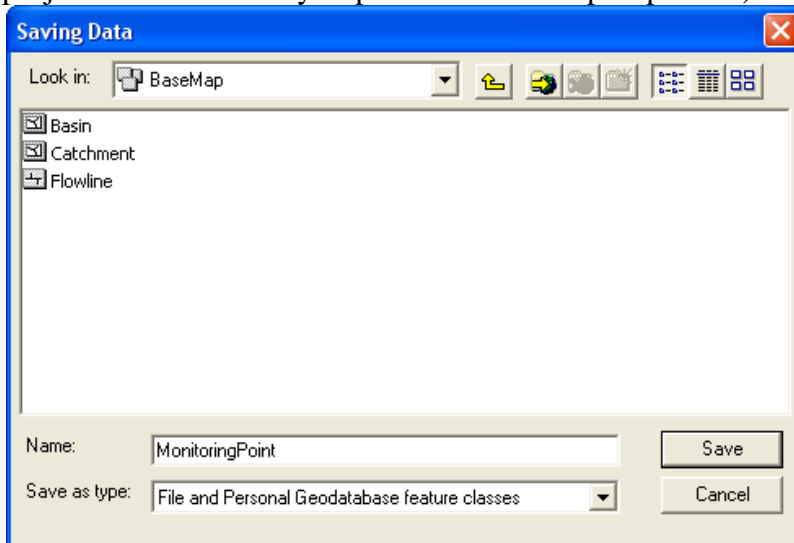 Saving Data
Look in: BaseMap
Basin
Catchment
Flowline
Name: MonitoringPoint Save
Save as type: File and Personal Geodatabase feature classes Cancel